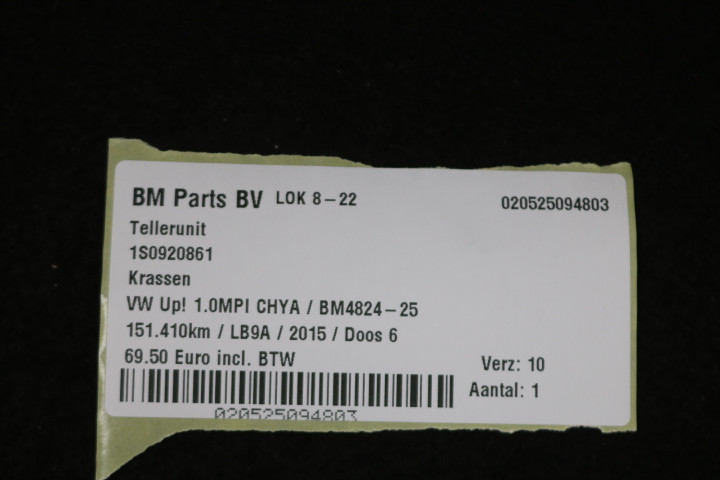 BM Parts BV LOK 8-22 020525094803
Tellerunit
1S0920861
Krassen
VW Up! 1.0MPI CHYA / BM4824-25
151.410km / LB9A / 2015 / Doos 6
69.50 Euro incl. BTW Verz: 10
Aantal: 1
020525094803